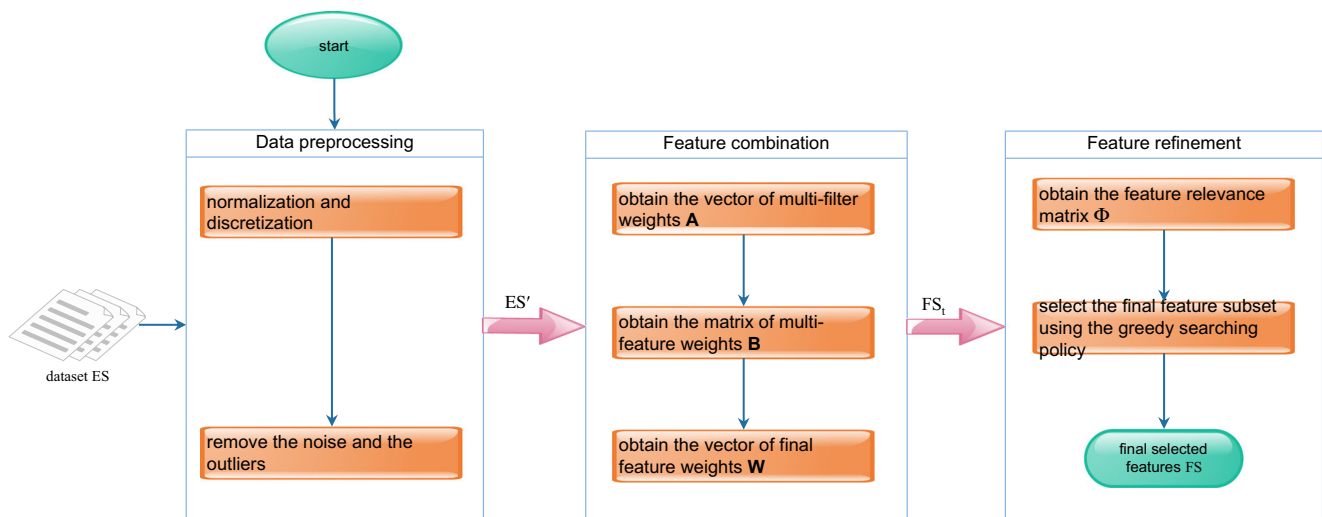 start
Data preprocessing
normalization and
discretization
remove the noise and the
outliers
dataset ES
ES′
Feature combination
obtain the vector of multi-filter
weights A
obtain the matrix of multi-
feature weights B
obtain the vector of final
feature weights W
FSt
Feature refinement
obtain the feature relevance
matrix Φ
select the final feature subset
using the greedy searching
policy
final selected
features FS